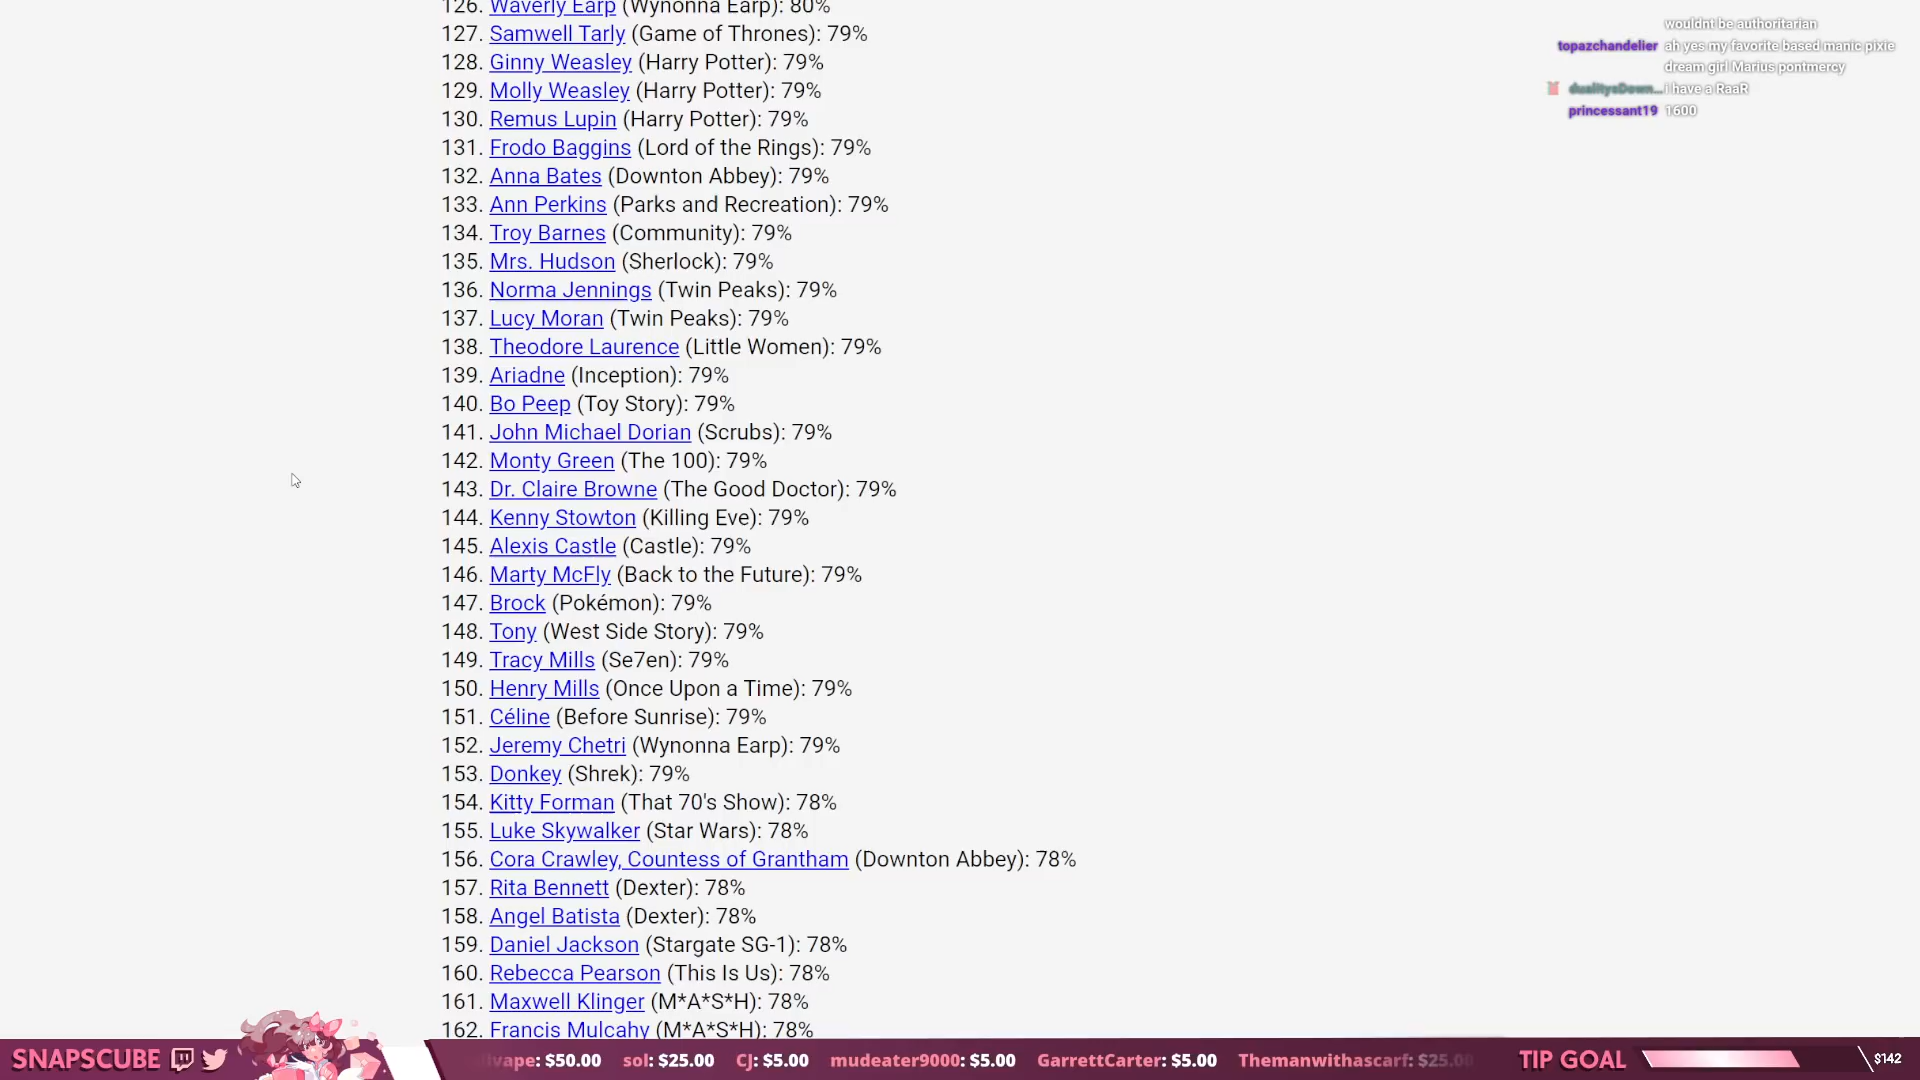 126. Waverly Earp (Wynonna Earp): 80%
127. Samwell Tarly (Game of Thrones): 79%
128. Ginny Weasley (Harry Potter): 79%
129. Molly Weasley (Harry Potter): 79%
130. Remus Lupin (Harry Potter): 79%
131. Frodo Baggins (Lord of the Rings): 79%
132. Anna Bates (Downton Abbey): 79%
133. Ann Perkins (Parks and Recreation): 79%
134. Troy Barnes (Community): 79%
135. Mrs. Hudson (Sherlock): 79%
136. Norma Jennings (Twin Peaks): 79%
137. Lucy Moran (Twin Peaks): 79%
138. Theodore Laurence (Little Women): 79%
139. Ariadne (Inception): 79%
140. Bo Peep (Toy Story): 79%
141. John Michael Dorian (Scrubs): 79%
142. Monty Green (The 100): 79%
143. Dr. Claire Browne (The Good Doctor): 79%
144. Kenny Stowton (Killing Eve): 79%
145. Alexis Castle (Castle): 79%
146. Marty McFly (Back to the Future): 79%
147. Brock (Pokémon): 79%
148. Tony (West Side Story): 79%
149. Tracy Mills (Se7en): 79%
150. Henry Mills (Once Upon a Time): 79%
151. Céline (Before Sunrise): 79%
152. Jeremy Chetri (Wynonna Earp): 79%
153. Donkey (Shrek): 79%
154. Kitty Forman (That 70's Show): 78%
155. Luke Skywalker (Star Wars): 78%
156. Cora Crawley, Countess of Grantham (Downton Abbey): 78%
157. Rita Bennett (Dexter): 78%
158. Angel Batista (Dexter): 78%
159. Daniel Jackson (Stargate SG-1): 78%
160. Rebecca Pearson (This Is Us): 78%
161. Maxwell Klinger (M*A*S*H): 78%
162. Francis Mulcahy (M*A*S*H): 78%
wouldnt be authoritarian
topazchandelier ah yes my favorite based manic pixie
dream girl Marius pontmercy
dualitysDown... i have a RaaR
princessant19 1600
SNAPSCUBE
vape: $50.00 sol: $25.00 CJ: $5.00 mudeater9000: $5.00 GarrettCarter: $5.00 Themanwithascarf: $25.00
TIP GOAL
$142